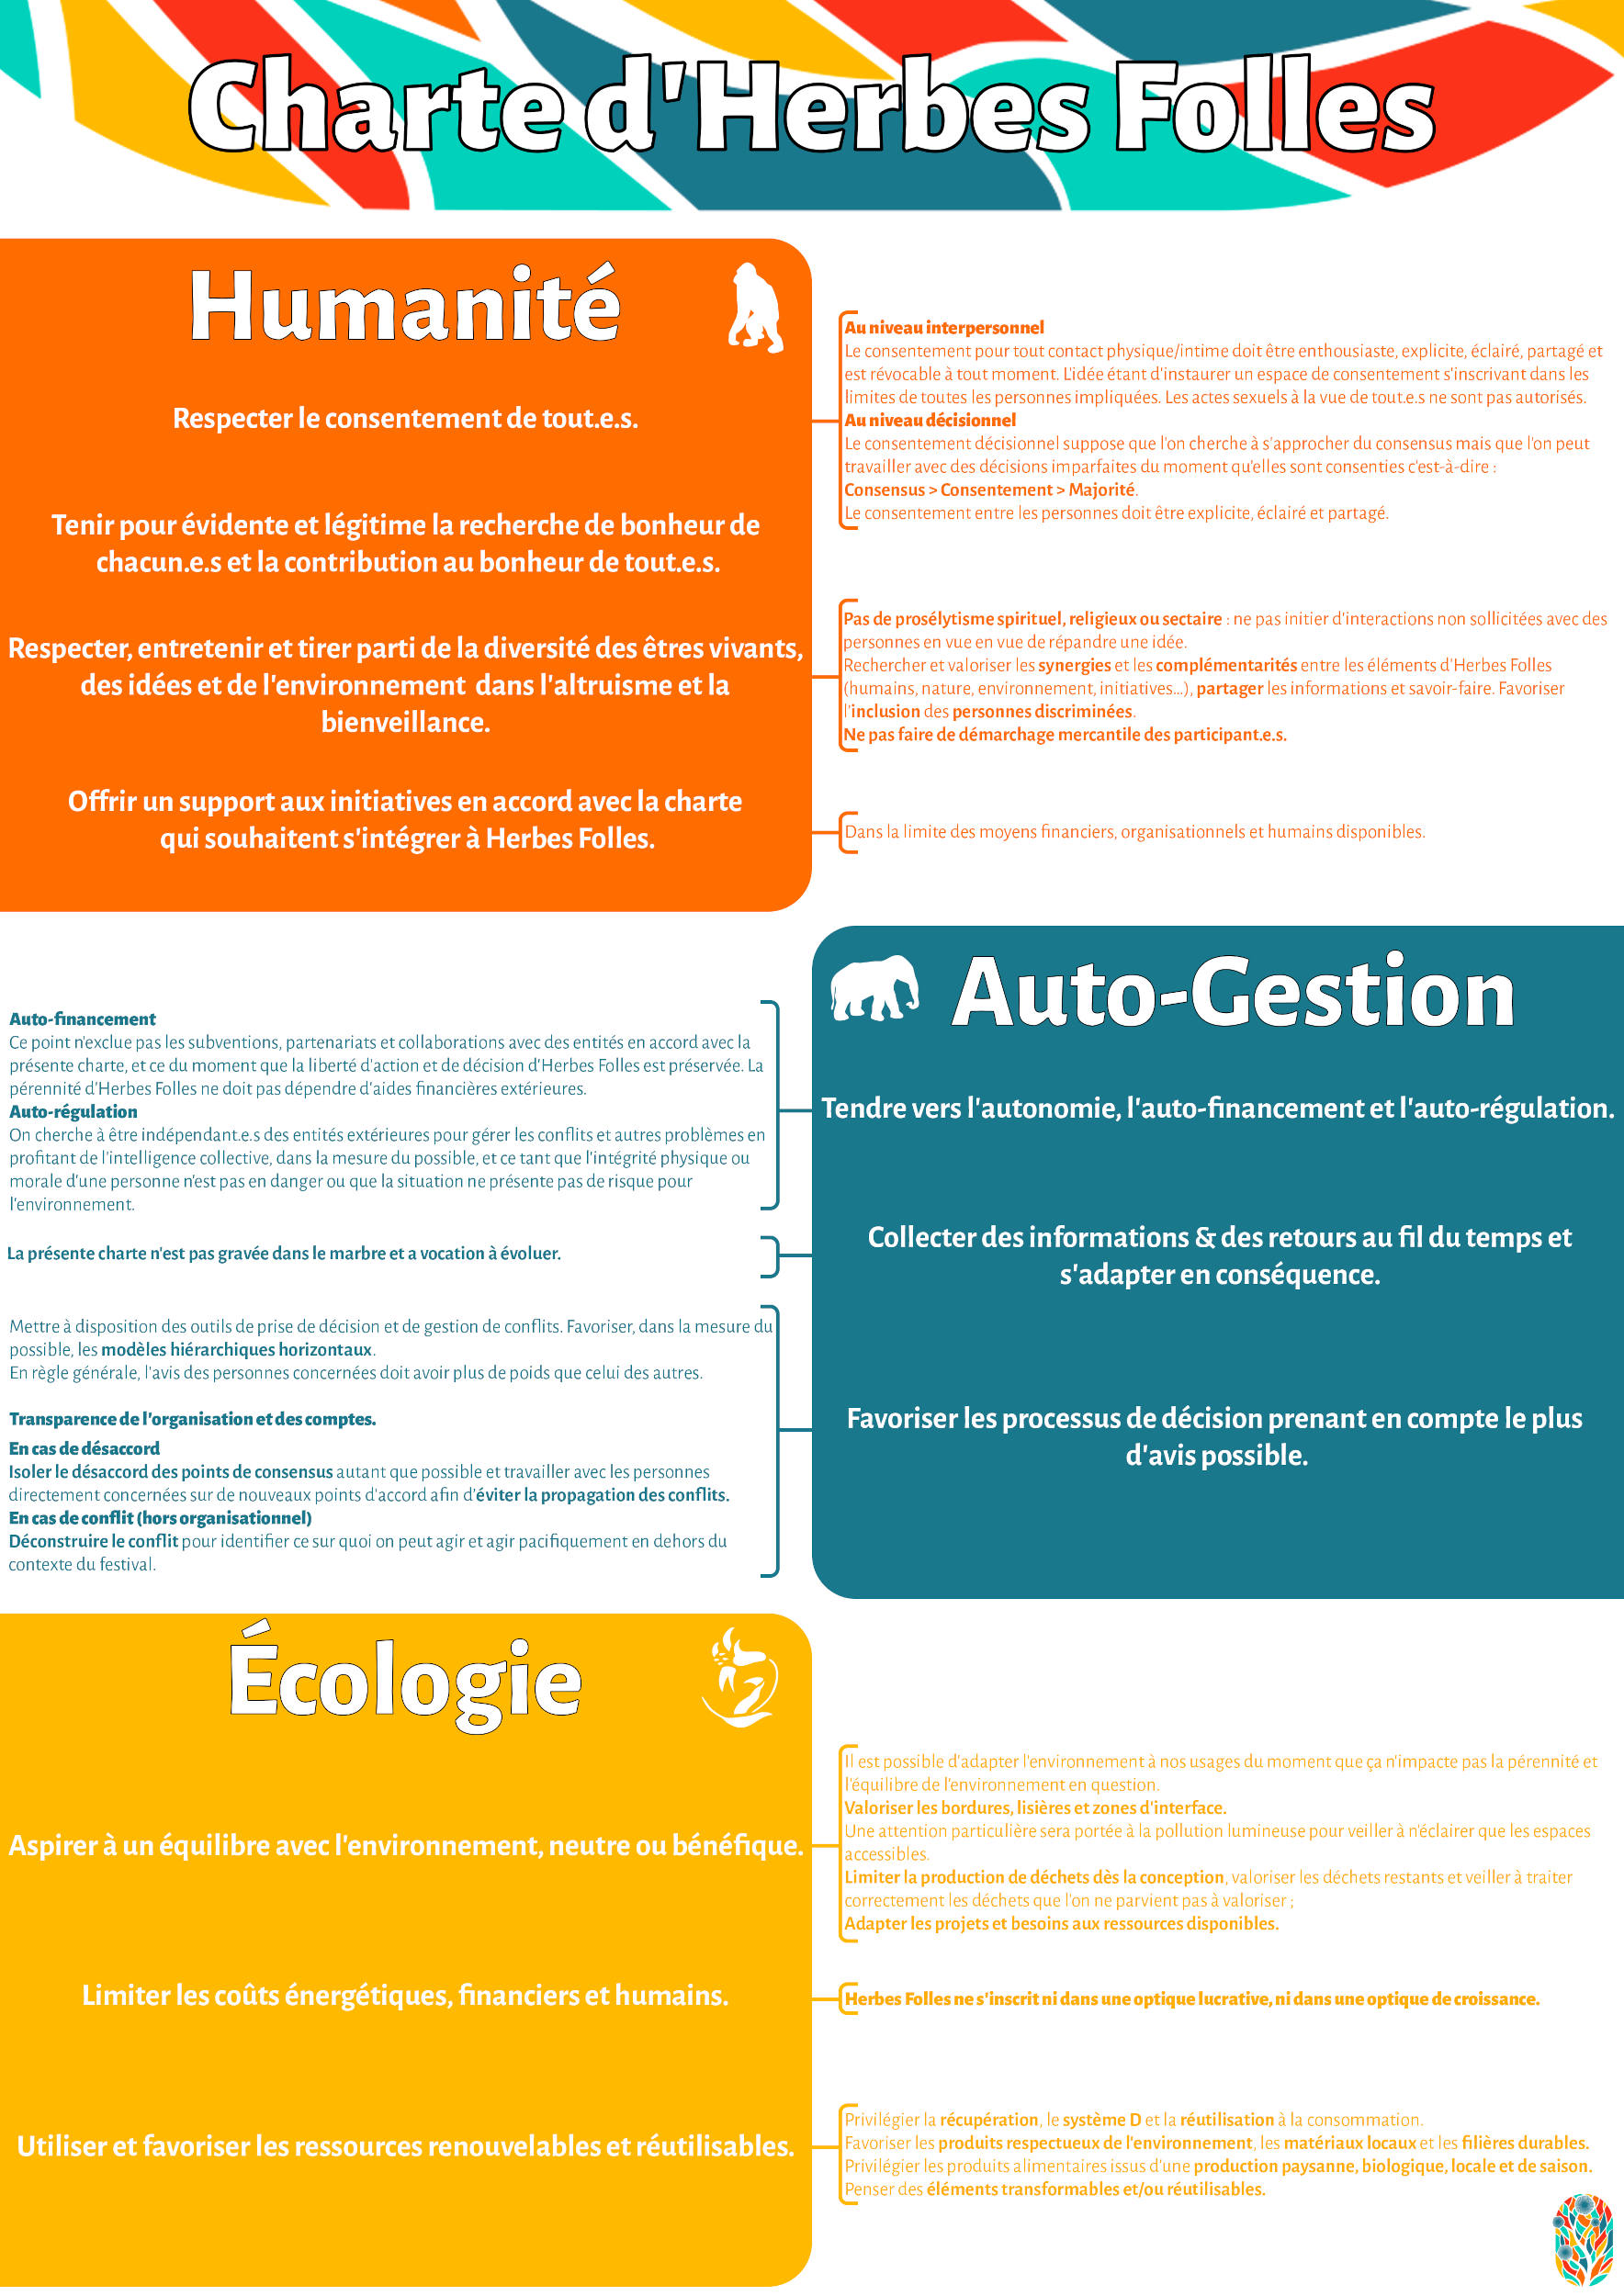 Charte d'Herbes Folles
Humanité
Respecter le consentement de tout.e.s.
Au niveau interpersonnel
Le consentement pour tout contact physique/intime doit être enthousiaste, explicite, éclairé, partagé et
est révocable à tout moment. L'idée étant d'instaurer un espace de consentement s'inscrivant dans les
limites de toutes les personnes impliquées. Les actes sexuels à la vue de tout.e.s ne sont pas autorisés.
Au niveau décisionnel
Le consentement décisionnel suppose que l'on cherche à s'approcher du consensus mais que l'on peut
travailler avec des décisions imparfaites du moment qu'elles sont consenties c'est-à-dire :
Consensus > Consentement > Majorité.
Le consentement entre les personnes doit être explicite, éclairé et partagé.
Tenir pour évidente et légitime la recherche de bonheur de
chacun.e.s et la contribution au bonheur de tout.e.s.
Respecter, entretenir et tirer parti de la diversité des êtres vivants,
des idées et de l'environnement dans l'altruisme et la
bienveillance.
Pas de prosélytisme spirituel, religieux ou sectaire : ne pas initier d'interactions non sollicitées avec des
personnes en vue en vue de répandre une idée.
Rechercher et valoriser les synergies et les complémentarités entre les éléments d'Herbes Folles
(humains, nature, environnement, initiatives...), partager les informations et savoir-faire. Favoriser
l'inclusion des personnes discriminées.
Ne pas faire de démarchage mercantile des participant.e.s.
Offrir un support aux initiatives en accord avec la charte
qui souhaitent s'intégrer à Herbes Folles.
Dans la limite des moyens financiers, organisationnels et humains disponibles.
Auto-Gestion
Tendre vers l'autonomie, l'auto-financement et l'auto-régulation.
Auto-financement
Ce point n'exclue pas les subventions, partenariats et collaborations avec des entités en accord avec la
présente charte, et ce du moment que la liberté d'action et de décision d'Herbes Folles est préservée. La
pérennité d'Herbes Folles ne doit pas dépendre d'aides financières extérieures.
Auto-régulation
On cherche à être indépendant.e.s des entités extérieures pour gérer les conflits et autres problèmes en
profitant de l'intelligence collective, dans la mesure du possible, et ce tant que l'intégrité physique ou
morale d'une personne n'est pas en danger ou que la situation ne présente pas de risque pour
l'environnement.
Collecter des informations & des retours au fil du temps et
s'adapter en conséquence.
La présente charte n'est pas gravée dans le marbre et a vocation à évoluer.
Favoriser les processus de décision prenant en compte le plus
d'avis possible.
Mettre à disposition des outils de prise de décision et de gestion de conflits. Favoriser, dans la mesure du
possible, les modèles hiérarchiques horizontaux.
En règle générale, l'avis des personnes concernées doit avoir plus de poids que celui des autres.
Transparence de l'organisation et des comptes.
En cas de désaccord
Isoler le désaccord des points de consensus autant que possible et travailler avec les personnes
directement concernées sur de nouveaux points d'accord afin d'éviter la propagation des conflits.
En cas de conflit (hors organisationnel)
Déconstruire le conflit pour identifier ce sur quoi on peut agir et agir pacifiquement en dehors du
contexte du festival.
Écologie
Aspirer à un équilibre avec l'environnement, neutre ou bénéfique.
Il est possible d'adapter l'environnement à nos usages du moment que ça n'impacte pas la pérennité et
l'équilibre de l'environnement en question.
Valoriser les bordures, lisières et zones d'interface.
Une attention particulière sera portée à la pollution lumineuse pour veiller à n'éclairer que les espaces
accessibles.
Limiter la production de déchets dès la conception, valoriser les déchets restants et veiller à traiter
correctement les déchets que l'on ne parvient pas à valoriser ;
Adapter les projets et besoins aux ressources disponibles.
Limiter les coûts énergétiques, financiers et humains.
Herbes Folles ne s'inscrit ni dans une optique lucrative, ni dans une optique de croissance.
Utiliser et favoriser les ressources renouvelables et réutilisables.
Privilégier la récupération, le système D et la réutilisation à la consommation.
Favoriser les produits respectueux de l'environnement, les matériaux locaux et les filières durables.
Privilégier les produits alimentaires issus d'une production paysanne, biologique, locale et de saison.
Penser des éléments transformables et/ou réutilisables.